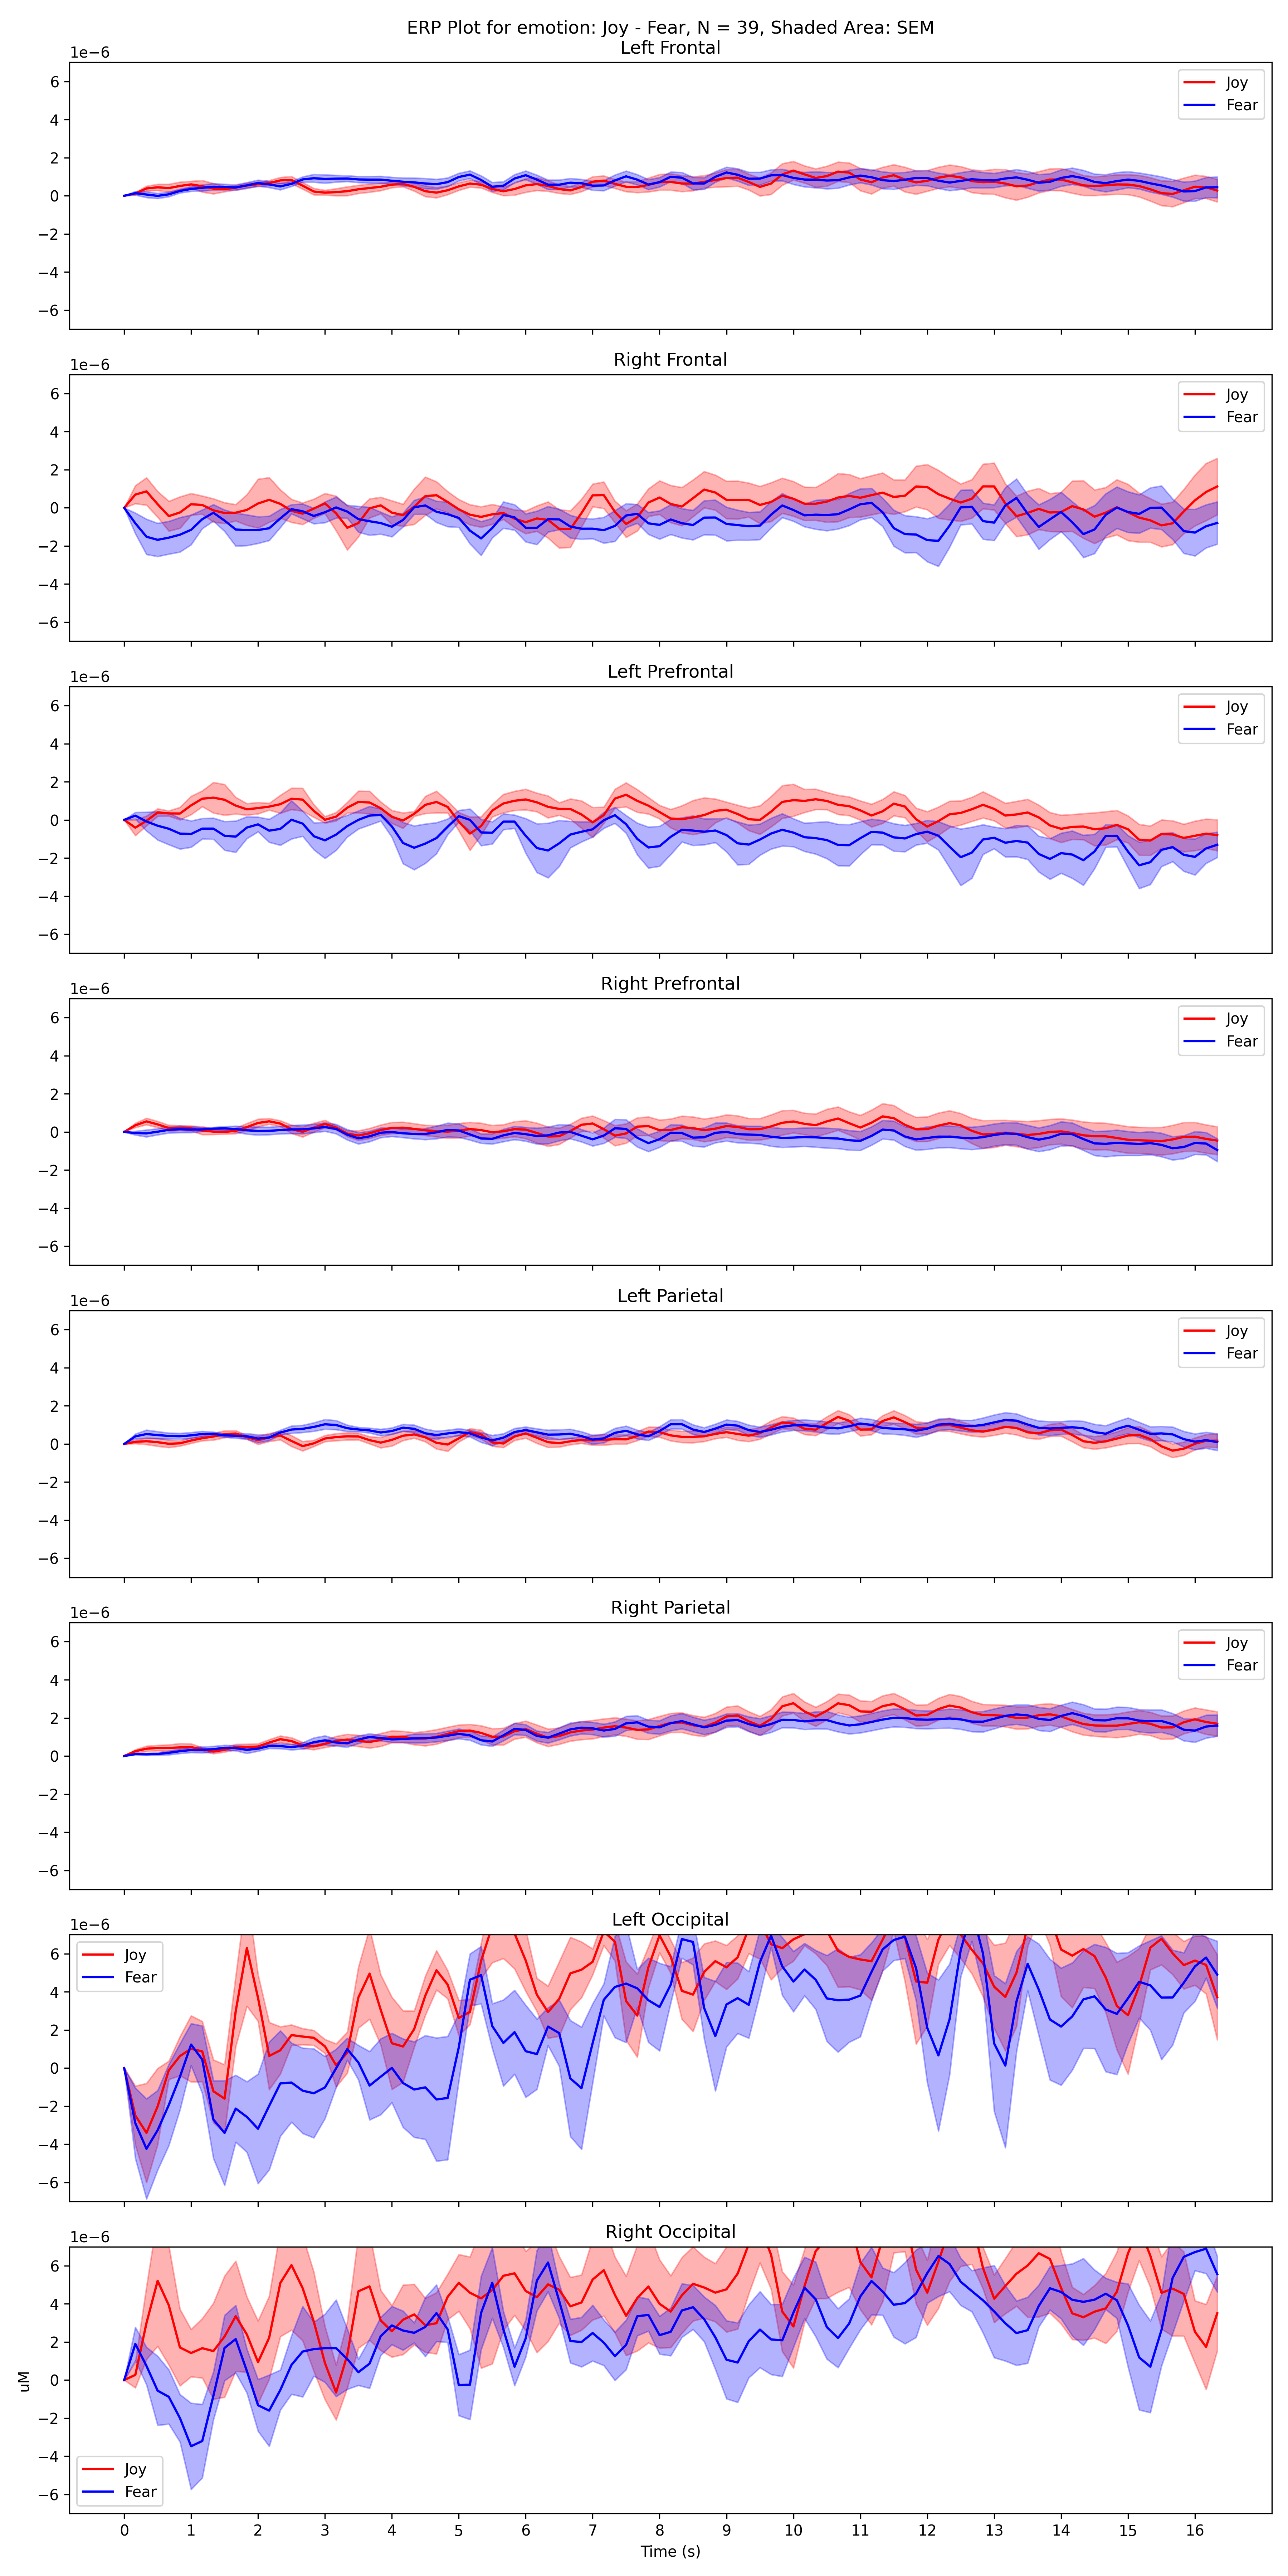 ERP Plot for emotion: Joy - Fear, N = 39, Shaded Area: SEM
Left Frontal
1e−6
6
4
2
0
−2
−4
−6
Joy
Fear
Right Frontal
1e−6
6
4
2
0
−2
−4
−6
Joy
Fear
Left Prefrontal
1e−6
6
4
2
0
−2
−4
−6
Joy
Fear
Right Prefrontal
1e−6
6
4
2
0
−2
−4
−6
Joy
Fear
Left Parietal
1e−6
6
4
2
0
−2
−4
−6
Joy
Fear
Right Parietal
1e−6
6
4
2
0
−2
−4
−6
Joy
Fear
Left Occipital
1e−6
6
4
2
0
−2
−4
−6
Joy
Fear
Right Occipital
1e−6
6
4
2
0
−2
−4
−6
uM
Joy
Fear
0 1 2 3 4 5 6 7 8 9 10 11 12 13 14 15 16
Time (s)